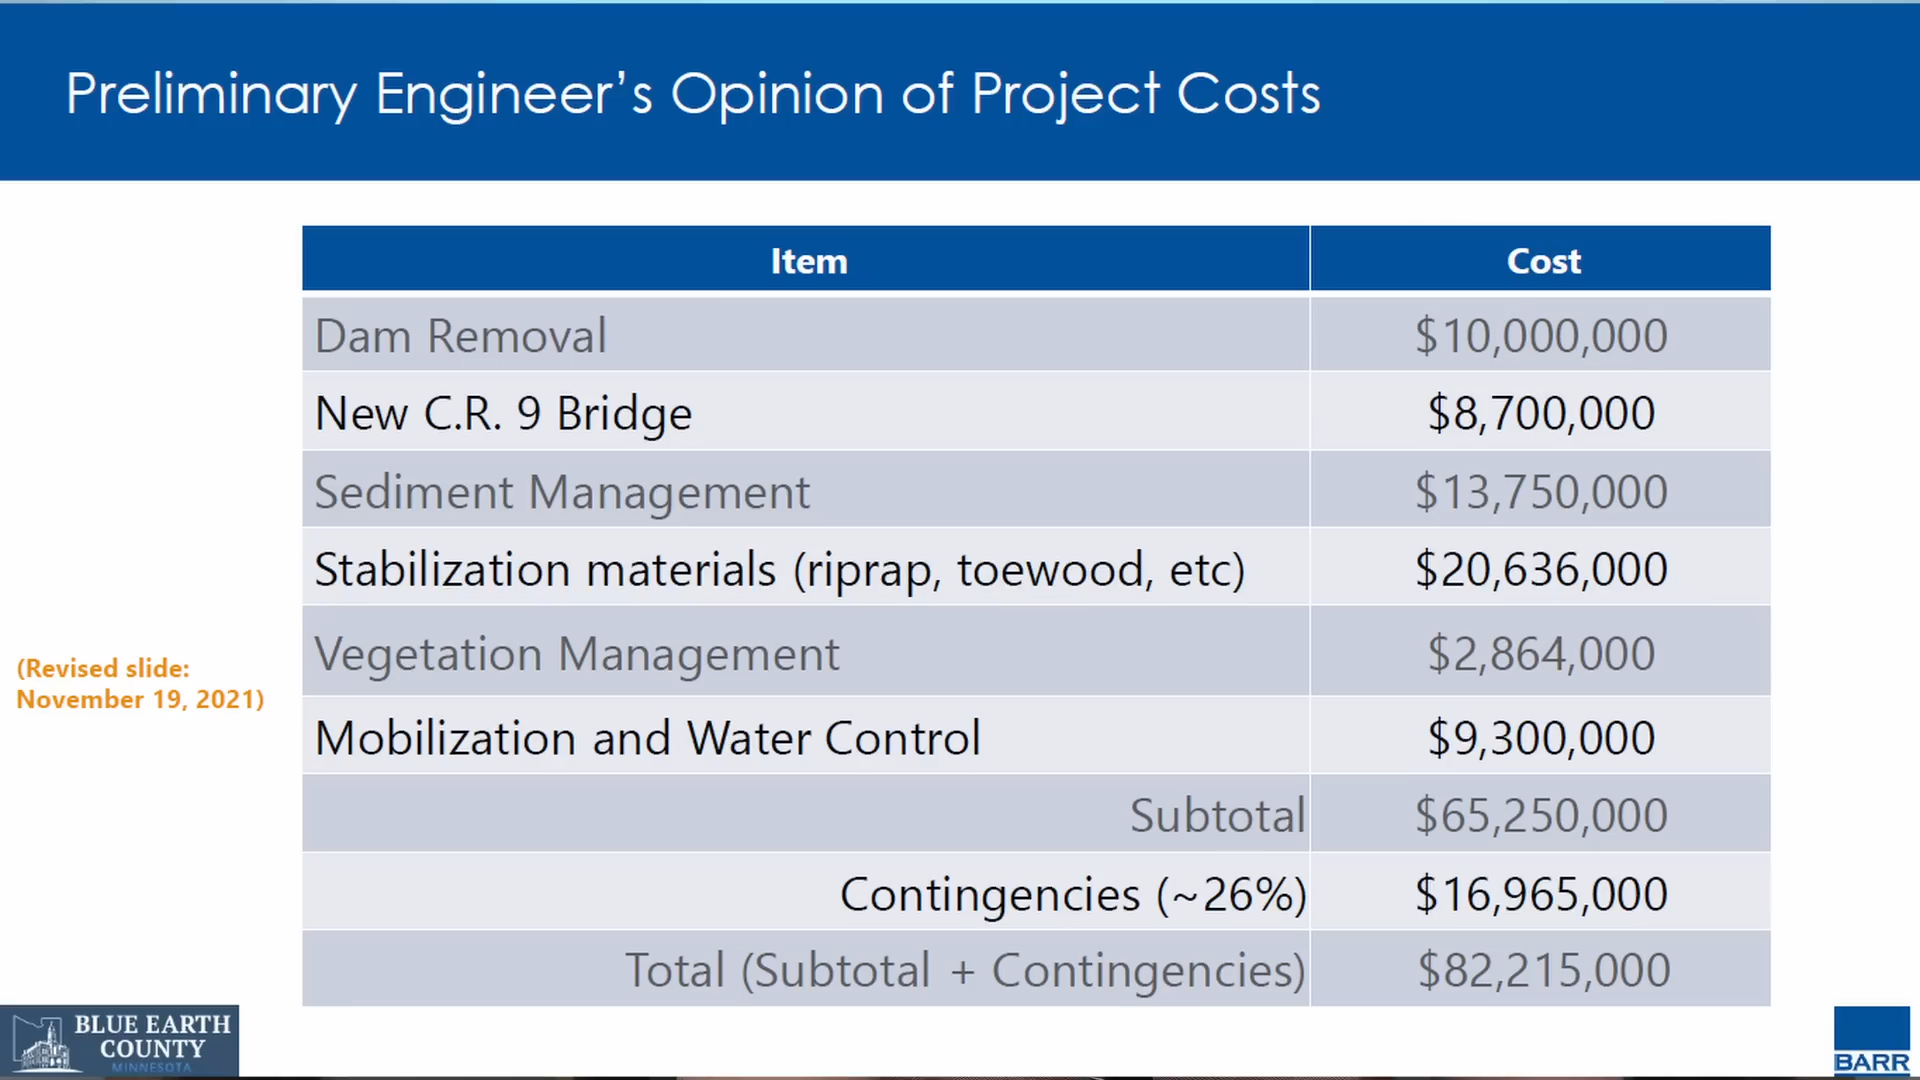 Preliminary Engineer's Opinion of Project Costs
Item Cost
Dam Removal $10,000,000
New C.R. 9 Bridge $8,700,000
Sediment Management $13,750,000
Stabilization materials (riprap, toewood, etc) $20,636,000
Vegetation Management $2,864,000
Mobilization and Water Control $9,300,000
Subtotal $65,250,000
Contingencies (~26%) $16,965,000
Total (Subtotal + Contingencies) $82,215,000
(Revised slide:
November 19, 2021)
BLUE EARTH
COUNTY
MINNESOTA
BARR